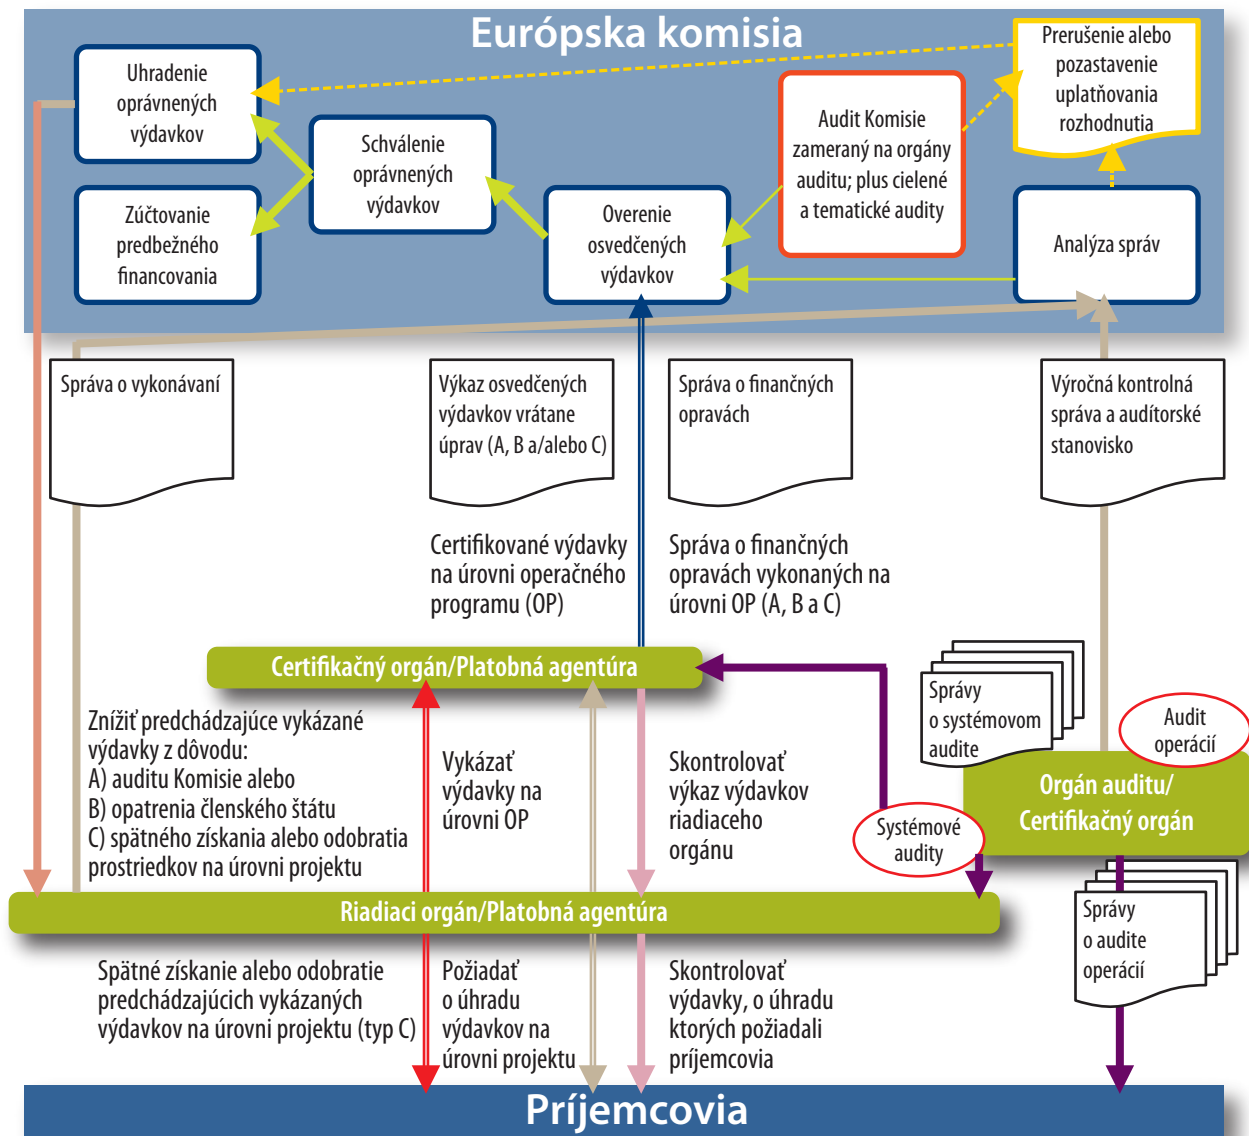 Európska komisia
Uhradenie
oprávnených
výdavkov
Zúčtovanie
predbežného
financovania
Schválenie
oprávnených
výdavkov
Overenie
osvedčených
výdavkov
Audit Komisie
zameraný na orgány
auditu; plus cielené
a tematické audity
Prerušenie alebo
pozastavenie
uplatňovania
rozhodnutia
Analýza správ
Správa o vykonávaní
Výkaz osvedčených
výdavkov vrátane
úprav (A, B a/alebo C)
Správa o finančných
opravách
Výročná kontrolná
správa a audítorské
stanovisko
Certifikované výdavky
na úrovni operačného
programu (OP)
Správa o finančných
opravách vykonaných na
úrovni OP (A, B a C)
Certifikačný orgán/Platobná agentúra
Znížiť predchádzajúce vykázané
výdavky z dôvodu:
A) auditu Komisie alebo
B) opatrenia členského štátu
C) spätného získania alebo odobratia
prostriedkov na úrovni projektu
Vykázať
výdavky na
úrovni OP
Skontrolovať
výkaz výdavkov
riadiaceho
orgánu
Správy
o systémovom
audite
Audit
operácií
Orgán auditu/
Certifikačný orgán
Systémové
audity
Riadiaci orgán/Platobná agentúra
Správy
o audite
operácií
Spätné získanie alebo odobratie
predchádzajúcich vykázaných
výdavkov na úrovni projektu (typ C)
Požiadať
o úhradu
výdavkov na
úrovni projektu
Skontrolovať
výdavky, o úhradu
ktorých požiadali
príjemcovia
Príjemcovia